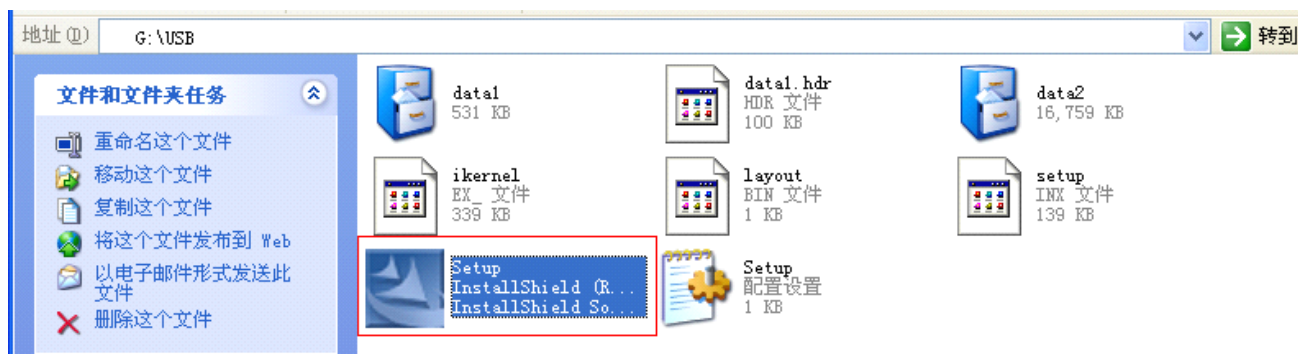 地址(D) G:\USB 转到
文件和文件夹任务
重命名这个文件
移动这个文件
复制这个文件
将这个文件发布到 Web
以电子邮件形式发送此
文件
删除这个文件
data1
531 KB
data1.hdr
HDR 文件
100 KB
data2
16,759 KB
ikernel
EX_ 文件
339 KB
layout
BIN 文件
1 KB
setup
INX 文件
139 KB
Setup
InstallShield (R...
InstallShield So...
Setup
配置设置
1 KB